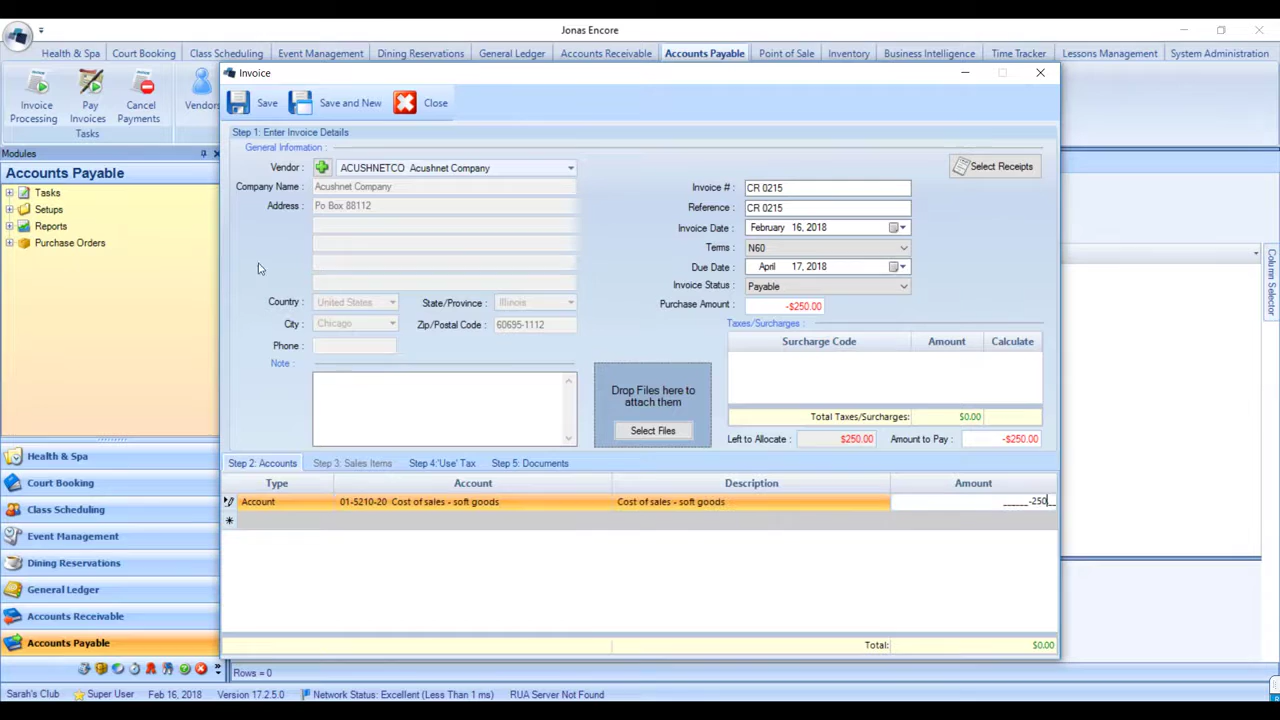 Jonas Encore
Health & Spa Court Booking Class Scheduling Event Management Dining Reservations General Ledger Accounts Receivable Accounts Payable Point of Sale Inventory Business Intelligence Time Tracker Lessons Management System Administration
Invoice
Processing
Pay
Invoices
Cancel
Payments
Vendors
Tasks
Modules
Accounts Payable
Tasks
Setups
Reports
Purchase Orders
Health & Spa
Court Booking
Class Scheduling
Event Management
Dining Reservations
General Ledger
Accounts Receivable
Accounts Payable
Invoice
Save Save and New Close
Step 1: Enter Invoice Details
General Information :
Vendor : ACUSHNETCO Acushnet Company
Company Name : Acushnet Company
Address : Po Box 88112
Country : United States State/Province : Illinois
City : Chicago Zip/Postal Code : 60695-1112
Phone :
Note :
Drop Files here to
attach them
Select Files
Select Receipts
Invoice # : CR 0215
Reference : CR 0215
Invoice Date : February 16, 2018
Terms : N60
Due Date : April 17, 2018
Invoice Status : Payable
Purchase Amount : -$250.00
Taxes/Surcharges :
Surcharge Code Amount Calculate
Total Taxes/Surcharges: $0.00
Left to Allocate : $250.00 Amount to Pay : -$250.00
Step 2: Accounts Step 3: Sales Items Step 4:'Use' Tax Step 5: Documents
Type Account Description Amount
Account 01-5210-20 Cost of sales - soft goods Cost of sales - soft goods ______-250__
Total: $0.00
Column Selector
Rows = 0
Sarah's Club Super User Feb 16, 2018 Version 17.2.5.0 Network Status: Excellent (Less Than 1 ms) RUA Server Not Found